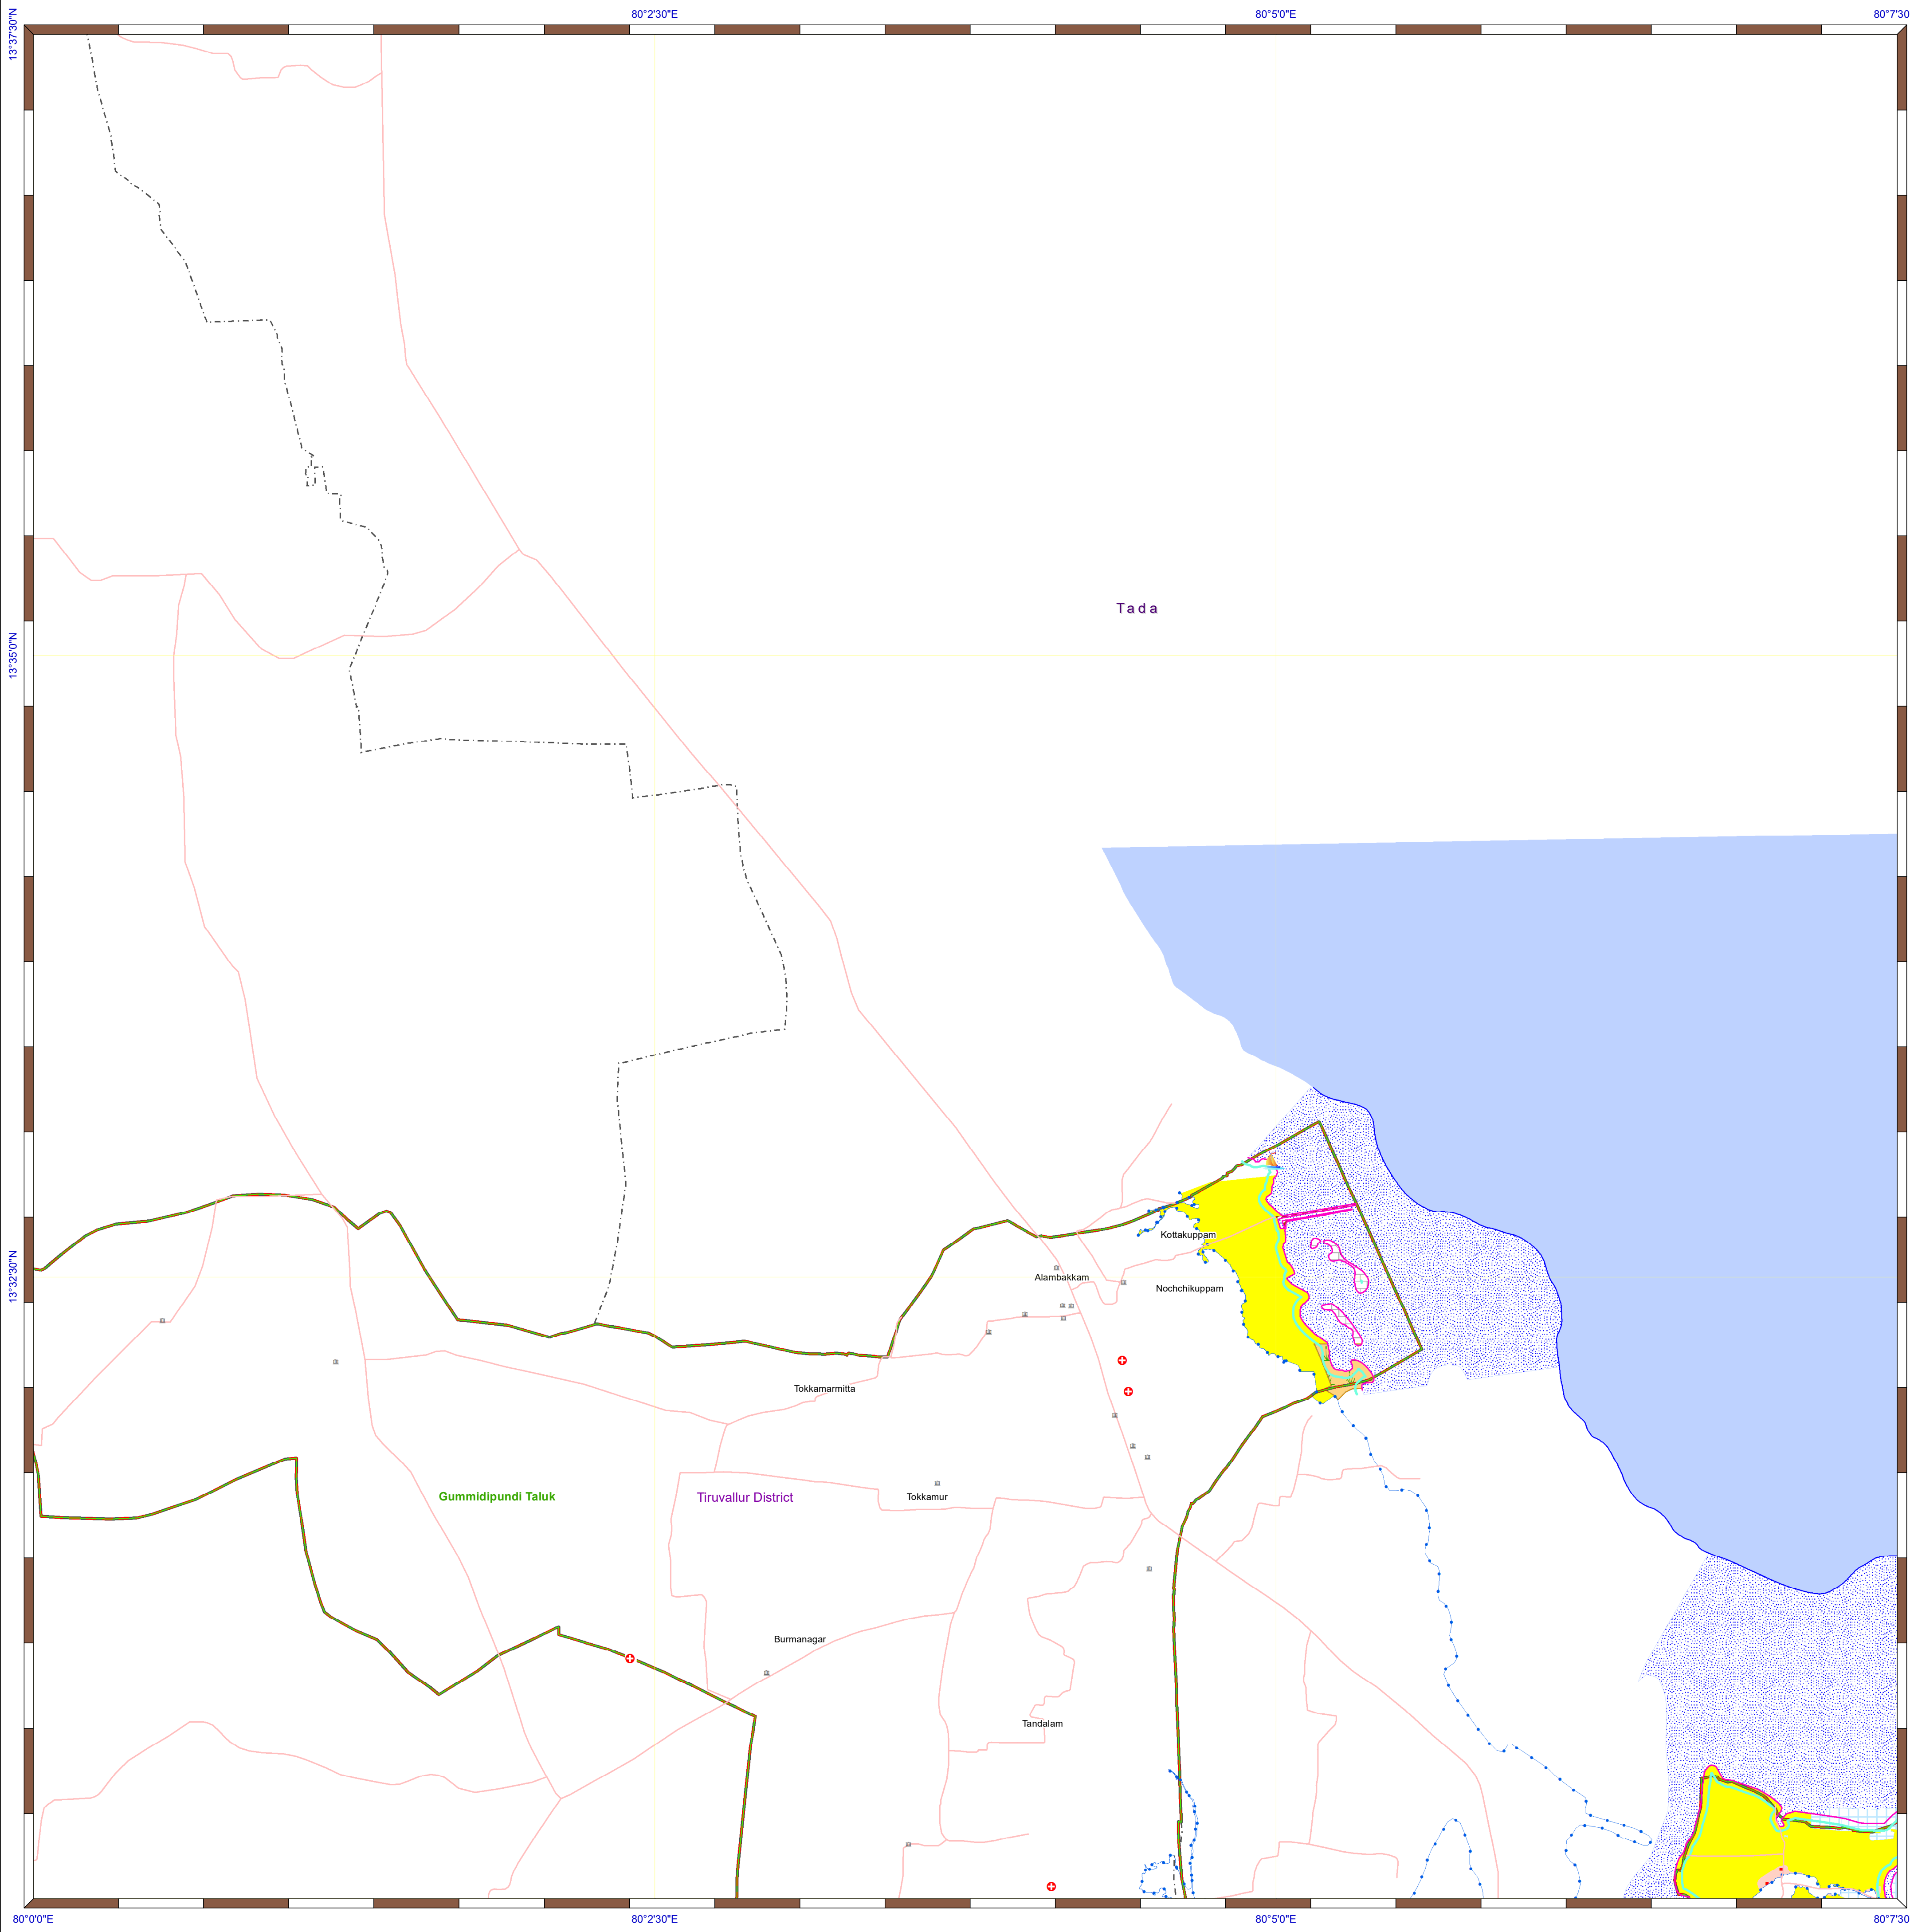 80°2'30"E
80°5'0"E
80°7'30
13°37'30"N
Tada
13°35'0"N
Kottakuppam
13°32'30"N
Alambakkam
Nochchikuppam
Tokkamarmitta
Gummidipundi Taluk
Tiruvallur District
Tokkamur
Burmanagar
Tandalam
80°0'0"E
80°2'30"E
80°5'0"E
80°7'30